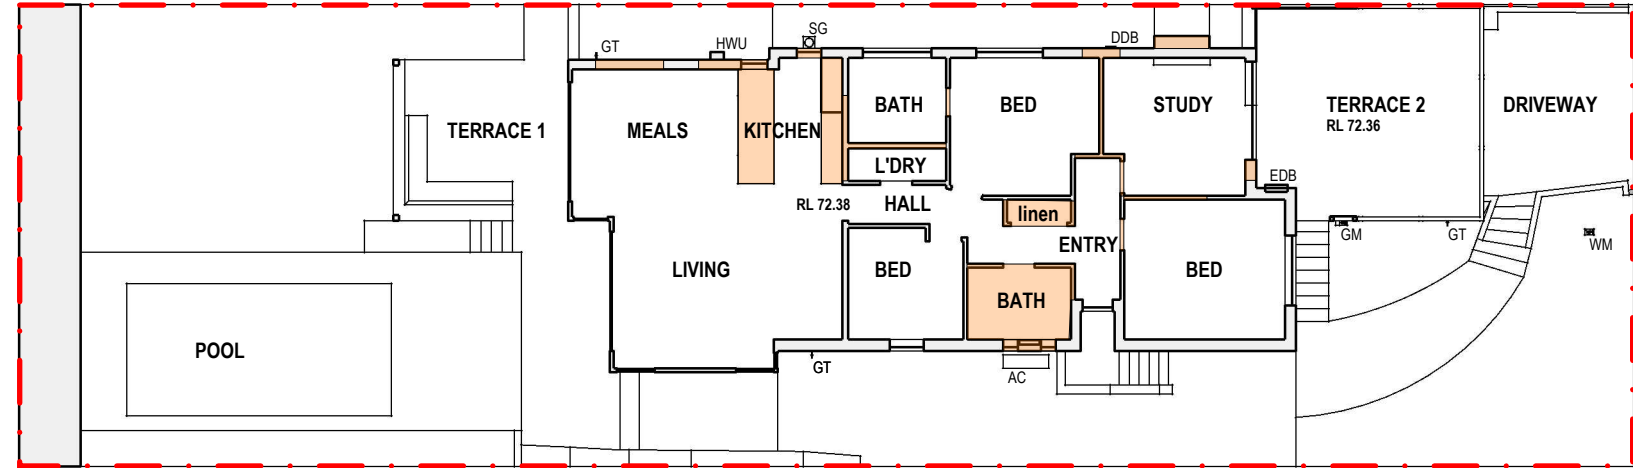 SG
GT
HWU
DDB
BATH
BED
STUDY
TERRACE 2
RL 72.36
DRIVEWAY
TERRACE 1
MEALS
KITCHEN
L'DRY
EDB
RL 72.38
HALL
linen
GM
GT
WM
ENTRY
LIVING
BED
BED
BATH
POOL
GT
AC